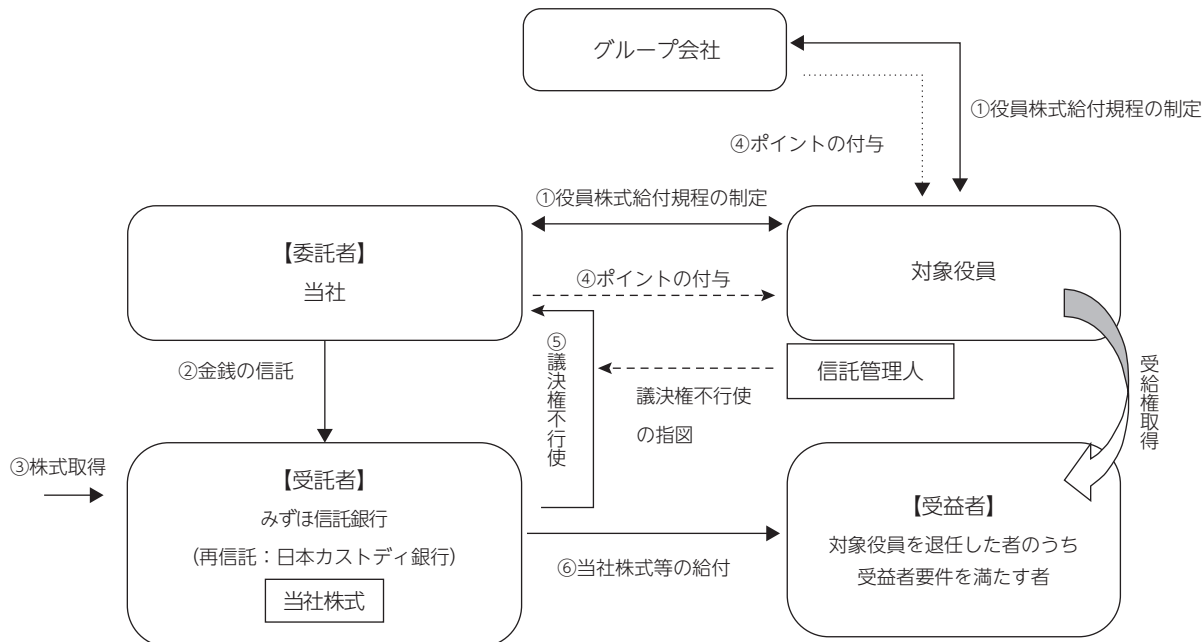 グループ会社
①役員株式給付規程の制定
④ポイントの付与
①役員株式給付規程の制定
【委託者】
当社
④ポイントの付与
対象役員
②金銭の信託
⑤議決権不行使
議決権不行使
の指図
信託管理人
受給権取得
③株式取得
【受託者】
みずほ信託銀行
(再信託：日本カストディ銀行)
当社株式
⑥当社株式等の給付
【受益者】
対象役員を退任した者のうち
受益者要件を満たす者